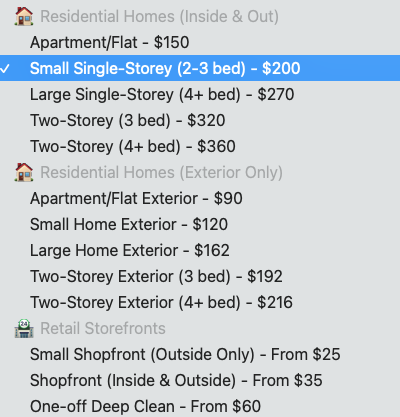 Residential Homes (Inside & Out)
Apartment/Flat - $150
✓ Small Single-Storey (2-3 bed) - $200
Large Single-Storey (4+ bed) - $270
Two-Storey (3 bed) - $320
Two-Storey (4+ bed) - $360
Residential Homes (Exterior Only)
Apartment/Flat Exterior - $90
Small Home Exterior - $120
Large Home Exterior - $162
Two-Storey Exterior (3 bed) - $192
Two-Storey Exterior (4+ bed) - $216
Retail Storefronts
Small Shopfront (Outside Only) - From $25
Shopfront (Inside & Outside) - From $35
One-off Deep Clean - From $60